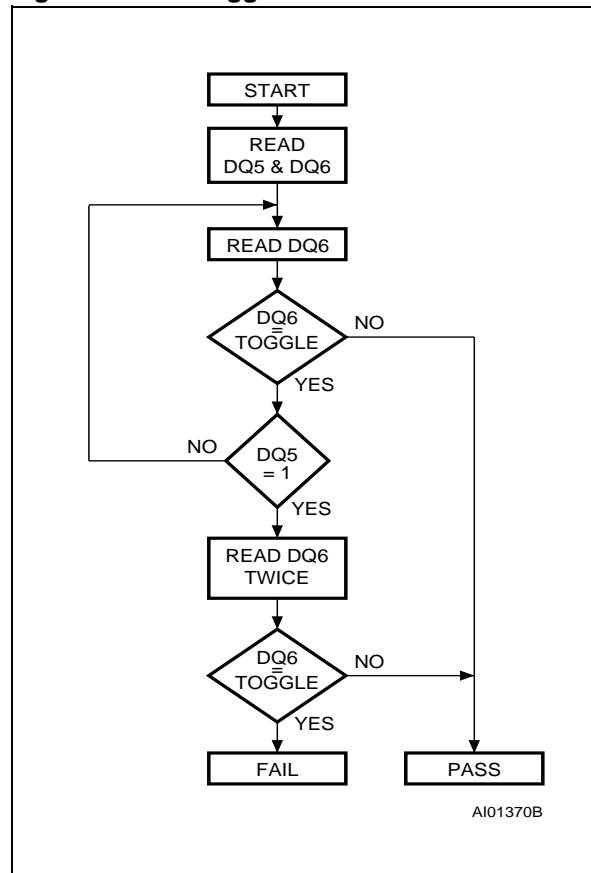 START
READ
DQ5 & DQ6
READ DQ6
DQ6
=
TOGGLE
NO
YES
NO
DQ5
= 1
YES
READ DQ6
TWICE
DQ6
=
TOGGLE
NO
YES
FAIL
PASS
AI01370B